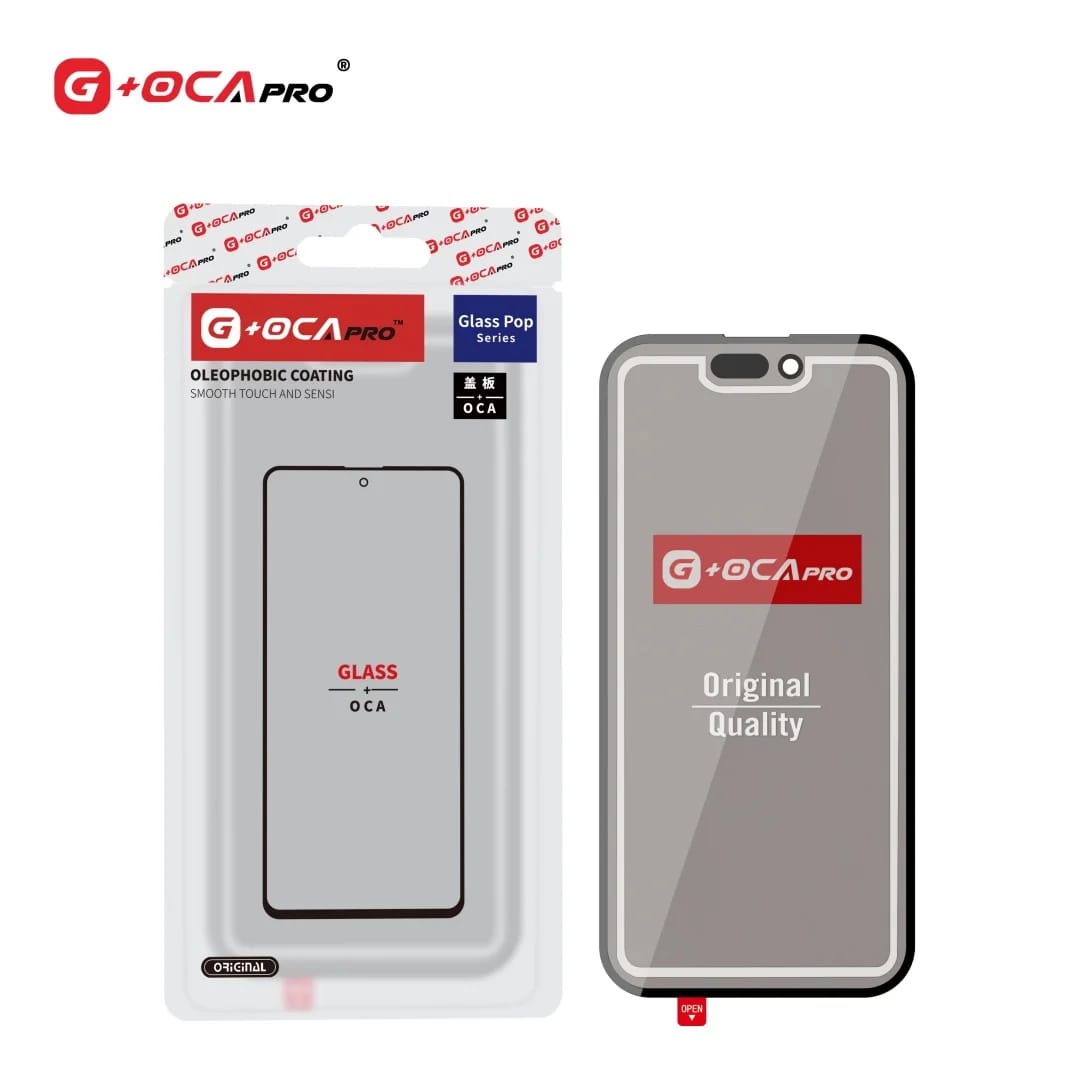 G+OCA PRO®
G+OCA PRO™
Glass Pop
Series
OLEOPHOBIC COATING
SMOOTH TOUCH AND SENSI
盖板
+
OCA
GLASS
+
OCA
ORIGINAL
G+OCA PRO
Original
Quality
OPEN